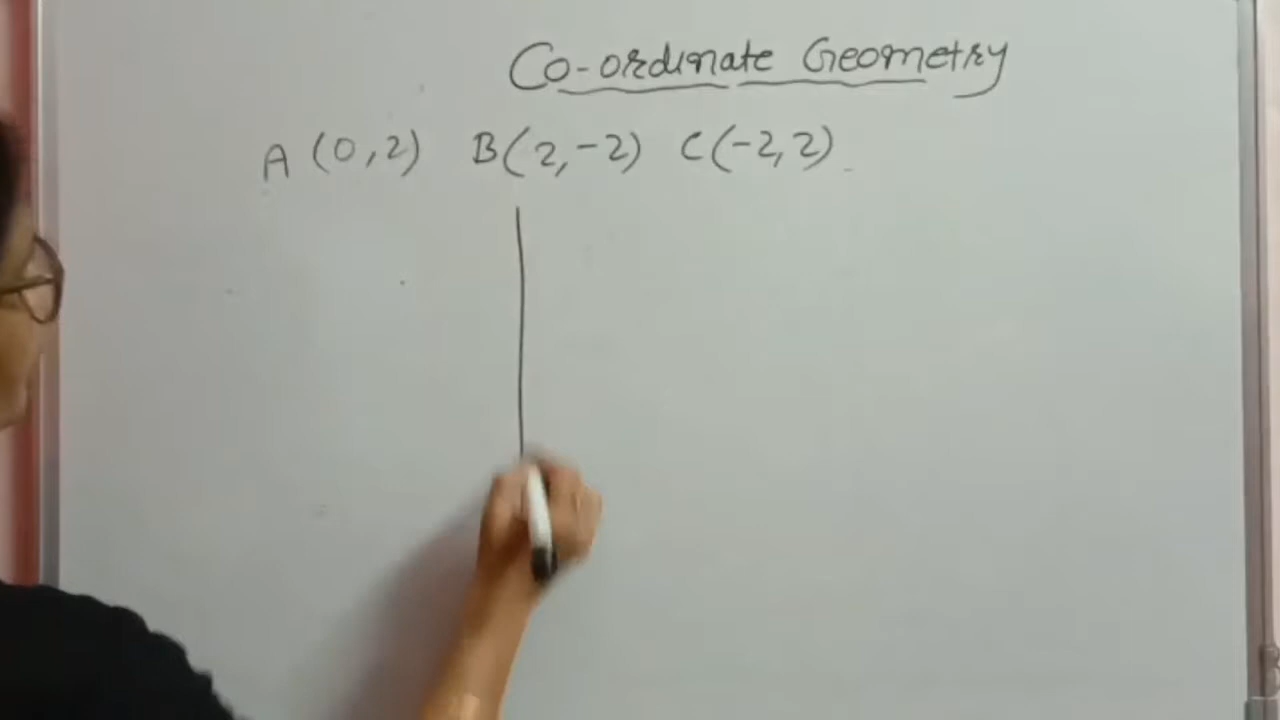 Co-ordinate Geometry
A (0,2) B(2,-2) C(-2,2)